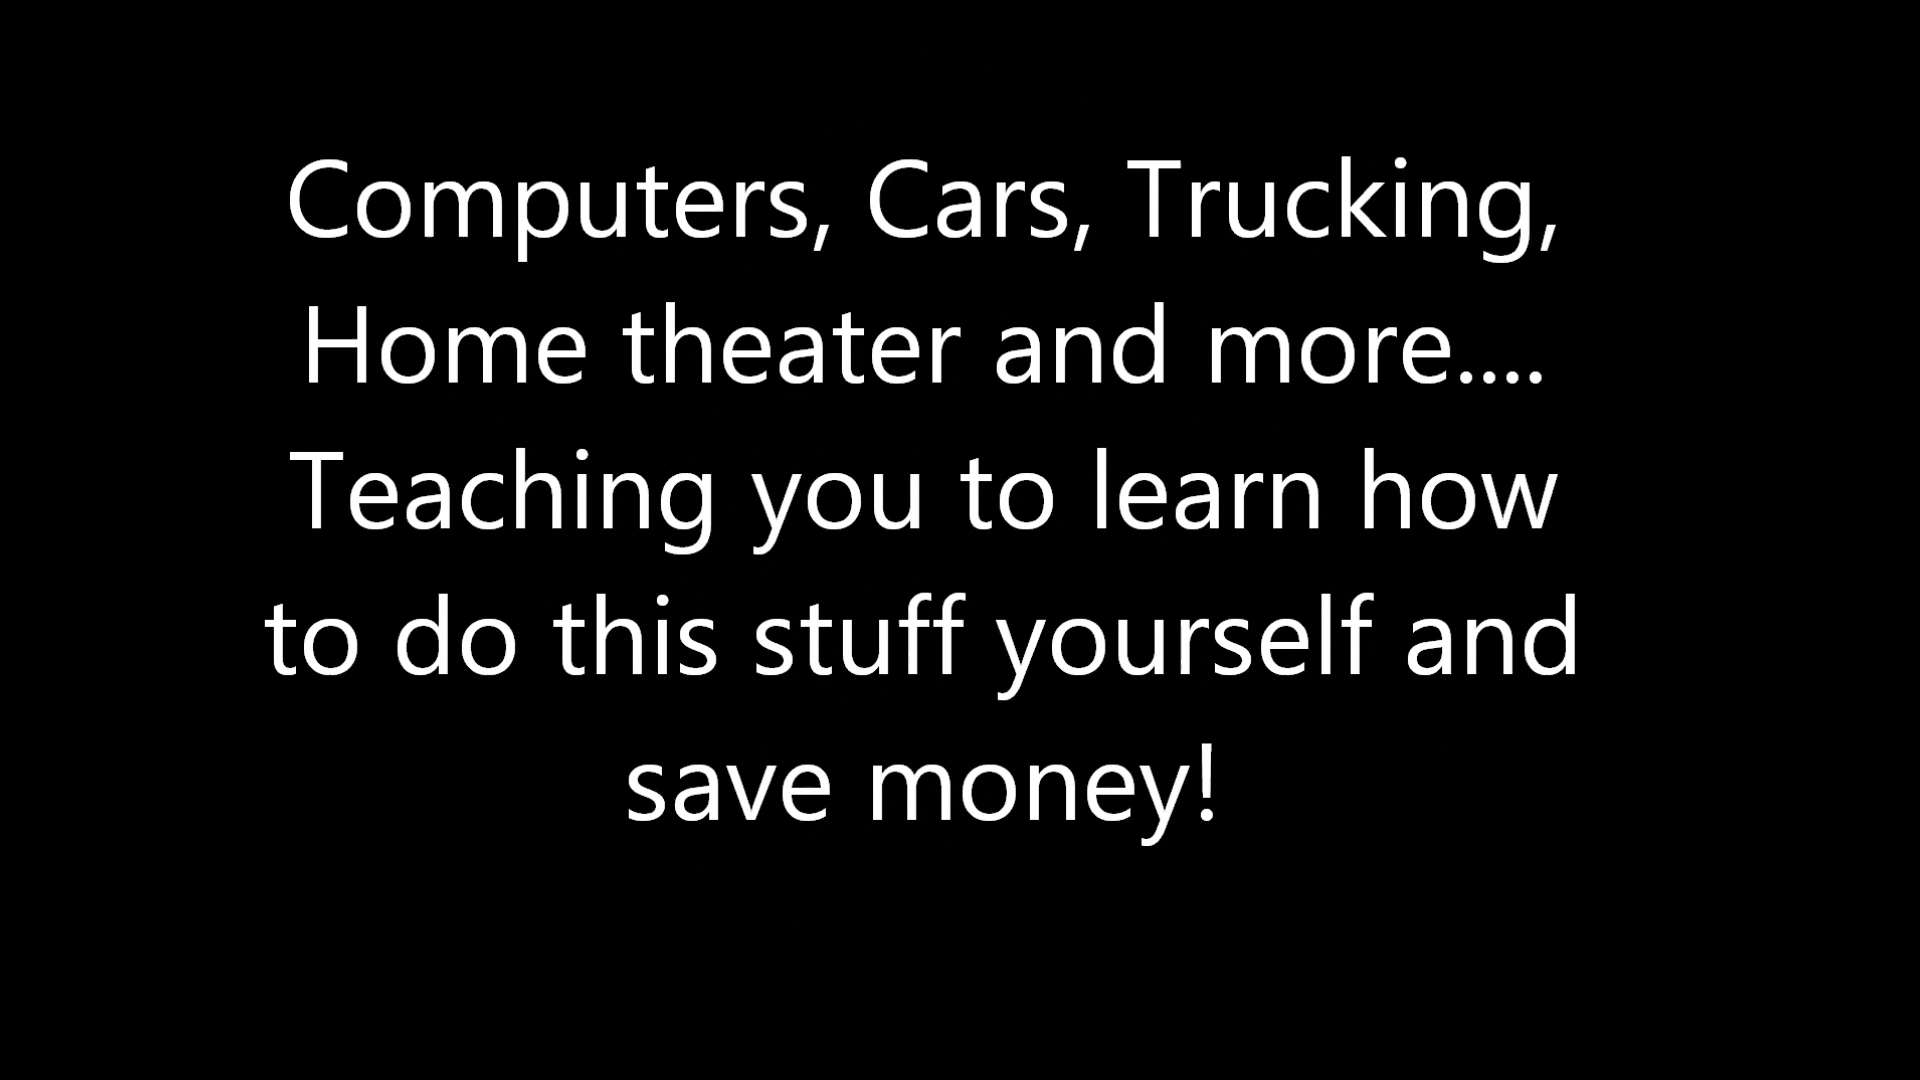 Computers, Cars, Trucking,
Home theater and more....
Teaching you to learn how
to do this stuff yourself and
save money!